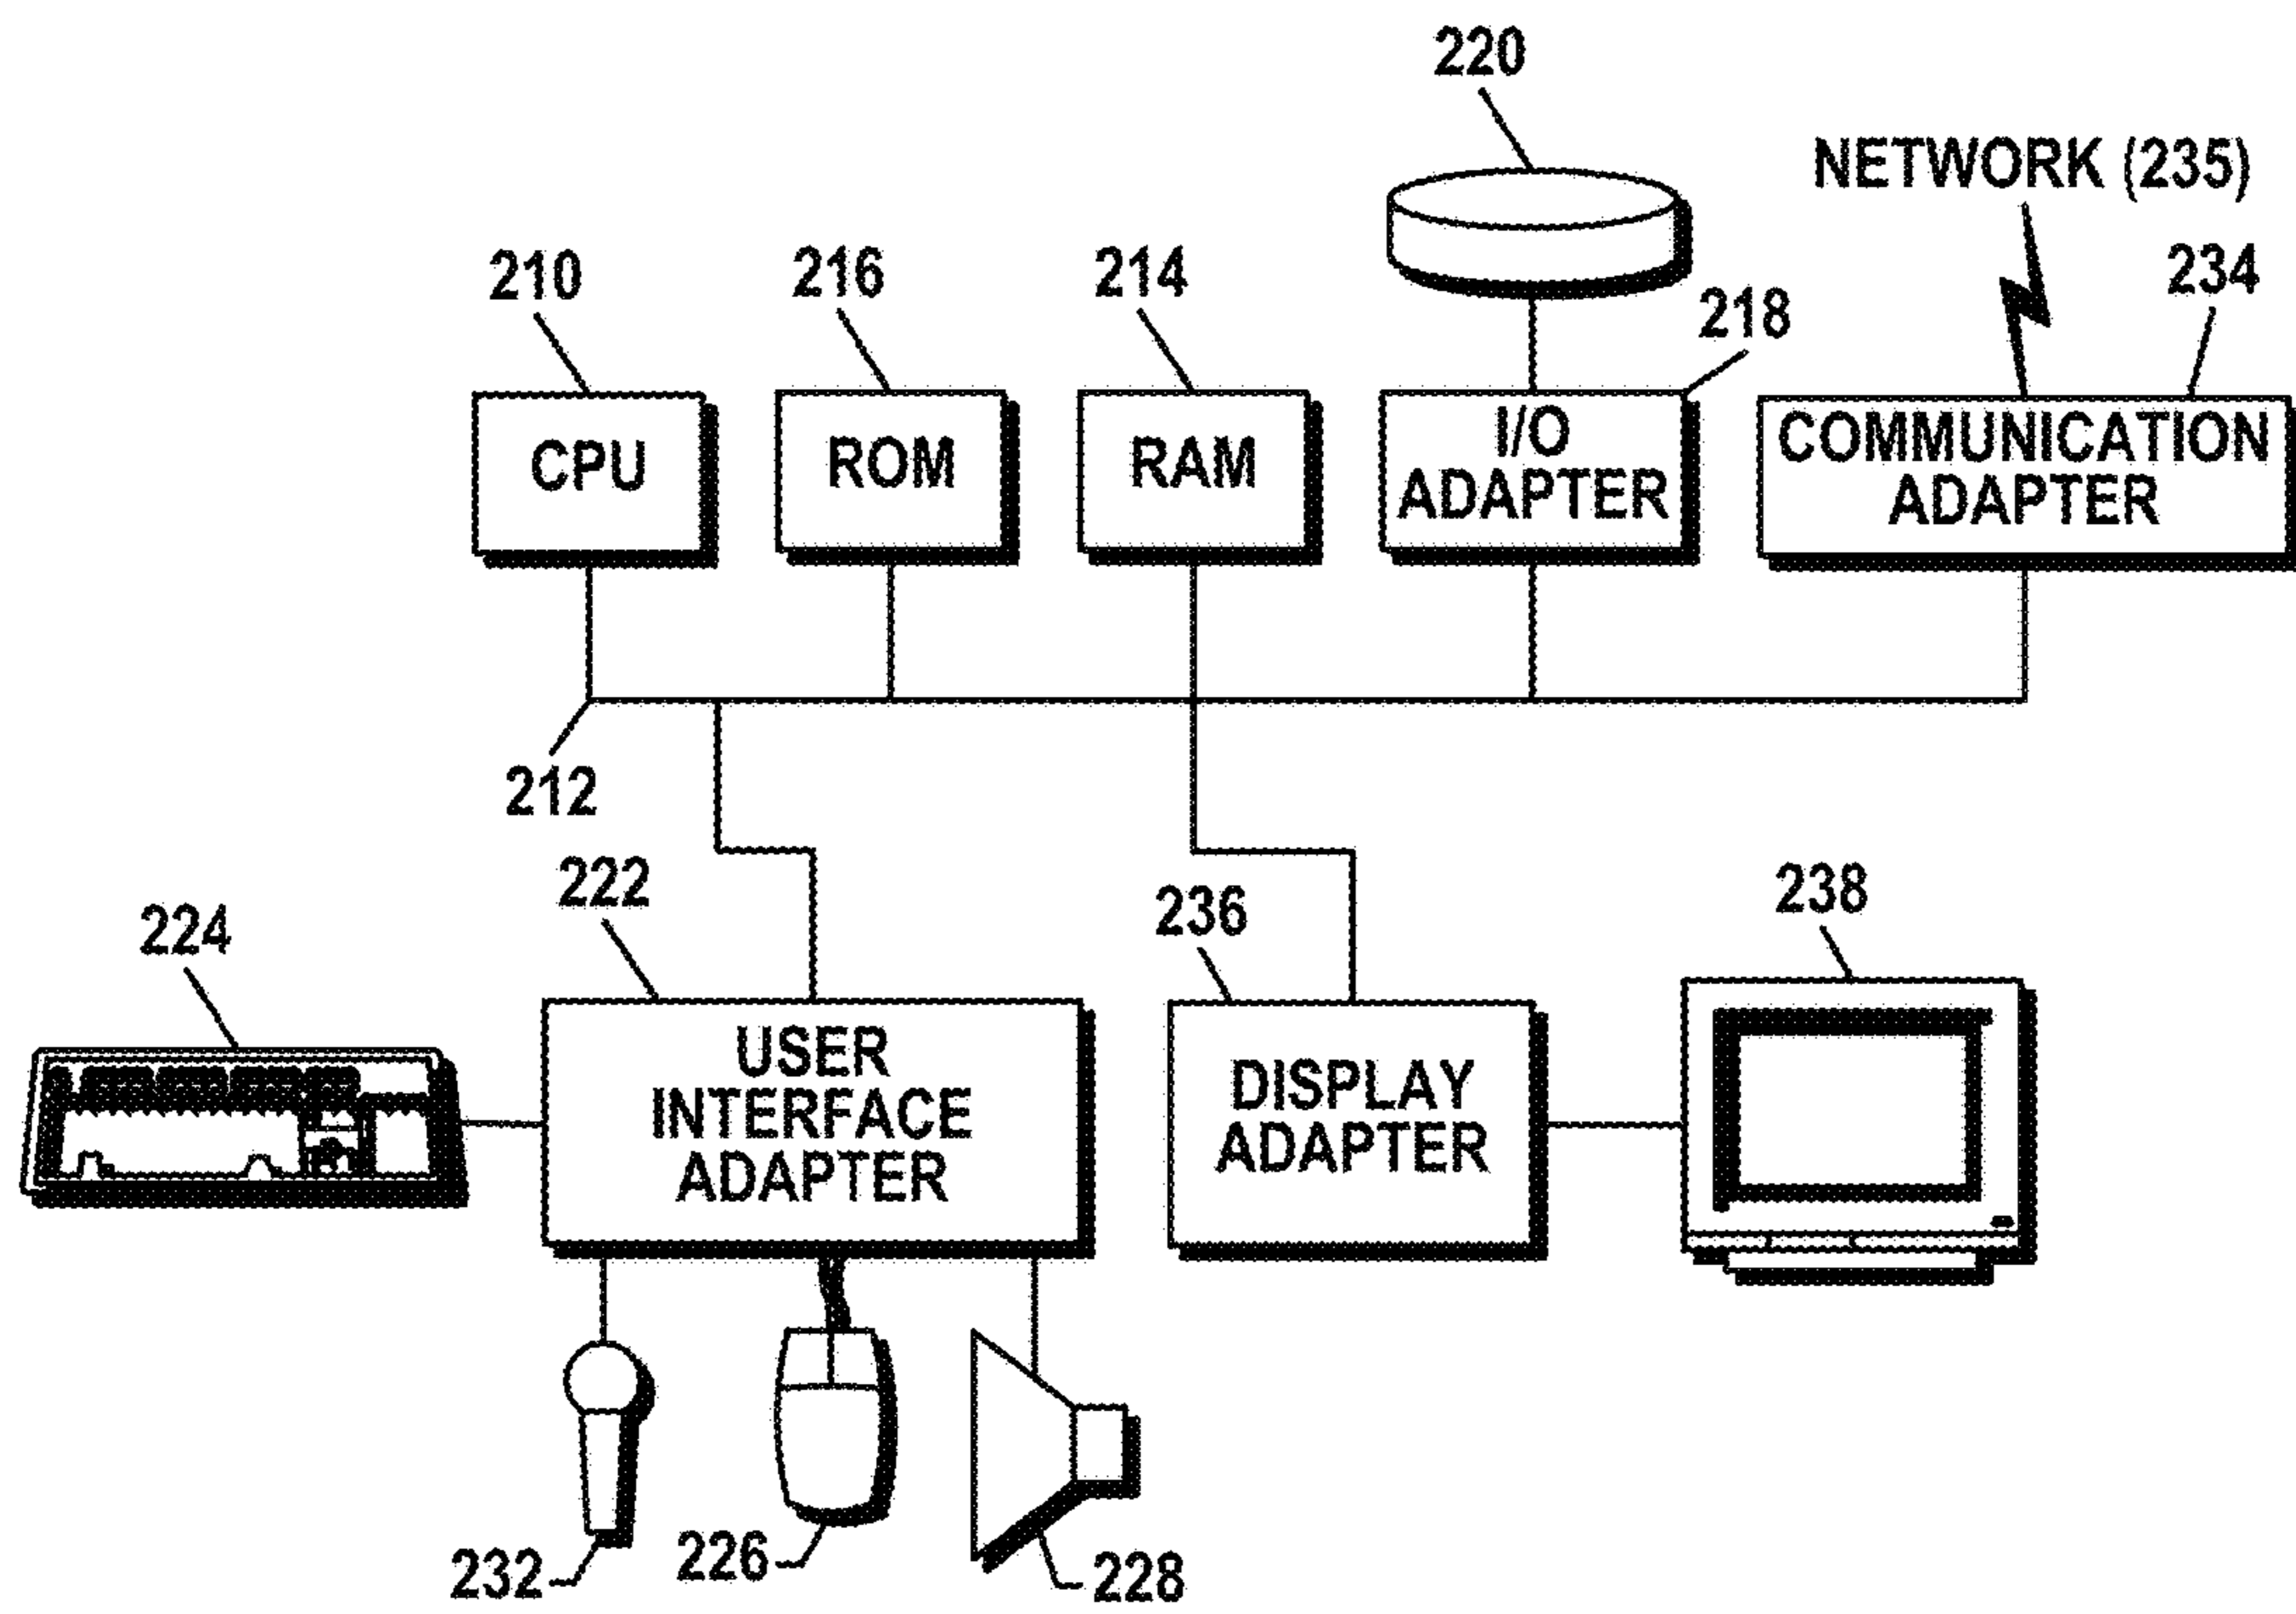 220
NETWORK (235)
210
216
214
218
234
CPU
ROM
RAM
I/O
ADAPTER
COMMUNICATION
ADAPTER
212
222
236
238
224
USER
INTERFACE
ADAPTER
DISPLAY
ADAPTER
232
226
228